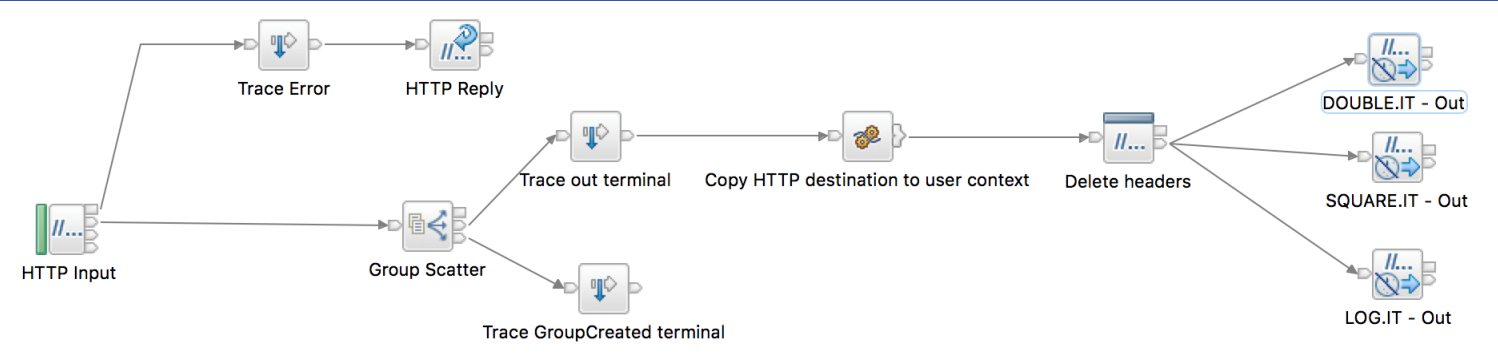 Trace Error
HTTP Reply
DOUBLE.IT - Out
Trace out terminal
Copy HTTP destination to user context
Delete headers
SQUARE.IT - Out
HTTP Input
Group Scatter
Trace GroupCreated terminal
LOG.IT - Out